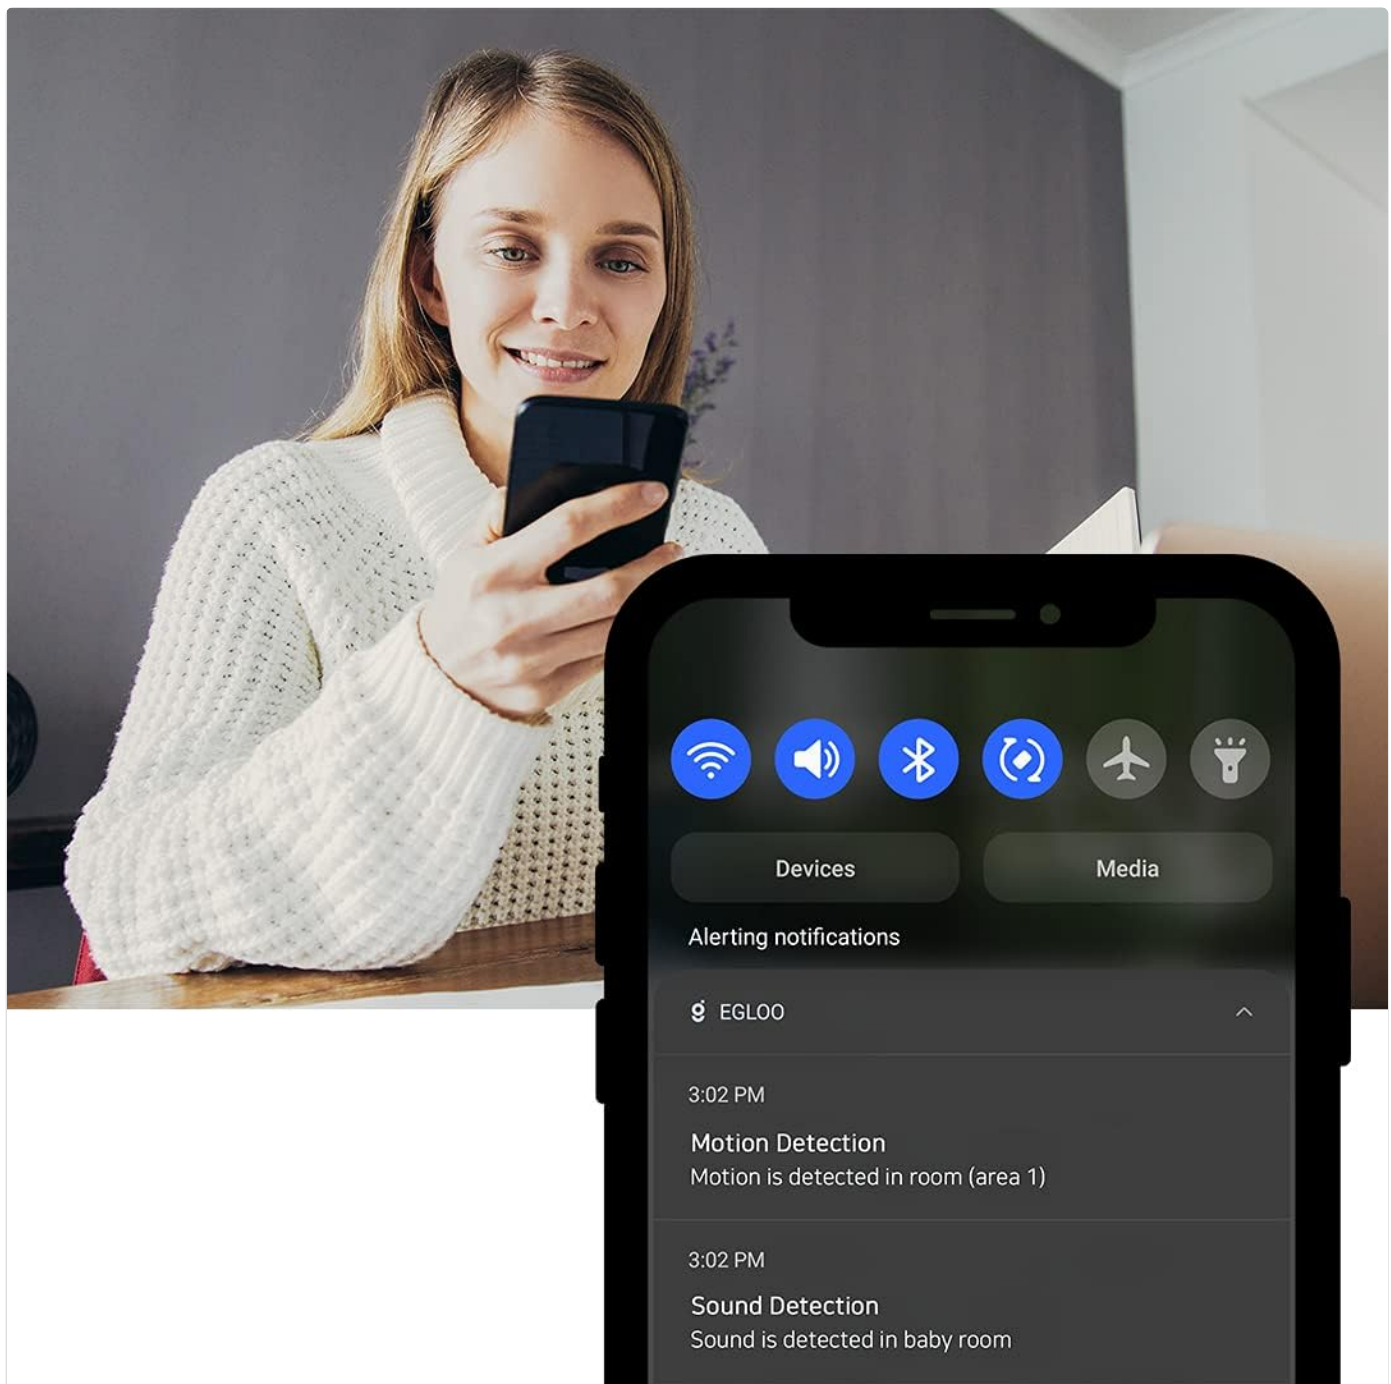 Devices
Media
Alerting notifications
EGLOO
3:02 PM
Motion Detection
Motion is detected in room (area 1)
3:02 PM
Sound Detection
Sound is detected in baby room